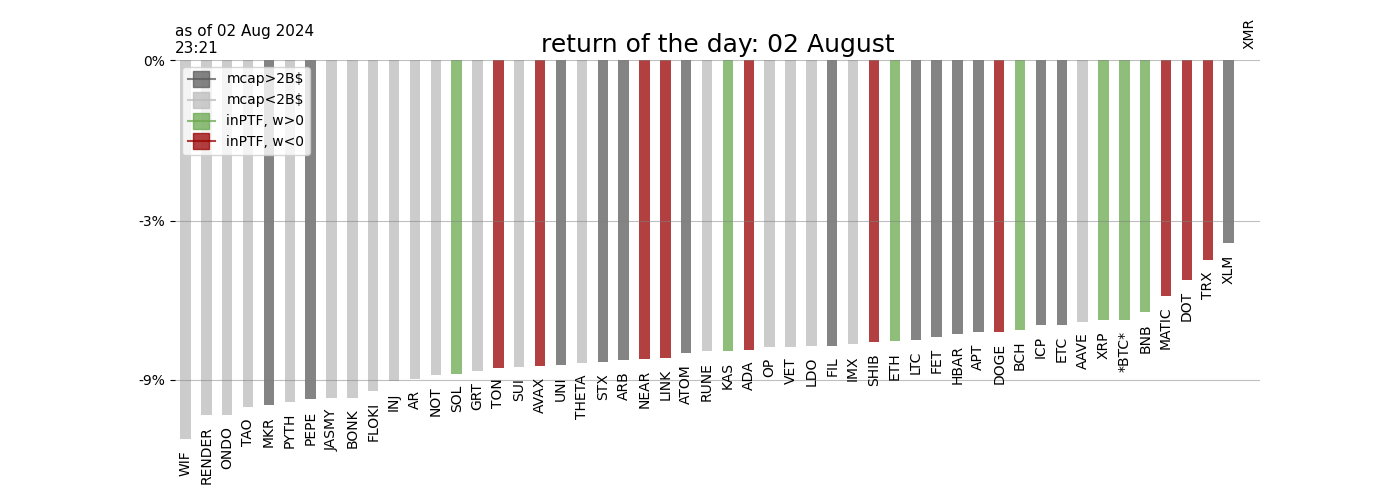 as of 02 Aug 2024
23:21
return of the day: 02 August
XMR
0%
-3%
-9%
mcap>2B$
mcap<2B$
inPTF, w>0
inPTF, w<0
WIF
RENDER
ONDO
TAO
MKR
PYTH
PEPE
JASMY
BONK
FLOKI
INJ
AR
NOT
SOL
GRT
TON
SUI
AVAX
UNI
THETA
STX
ARB
NEAR
LINK
ATOM
RUNE
KAS
ADA
OP
VET
LDO
FIL
IMX
SHIB
ETH
LTC
FET
HBAR
APT
DOGE
BCH
ICP
ETC
AAVE
XRP
*BTC*
BNB
MATIC
DOT
TRX
XLM